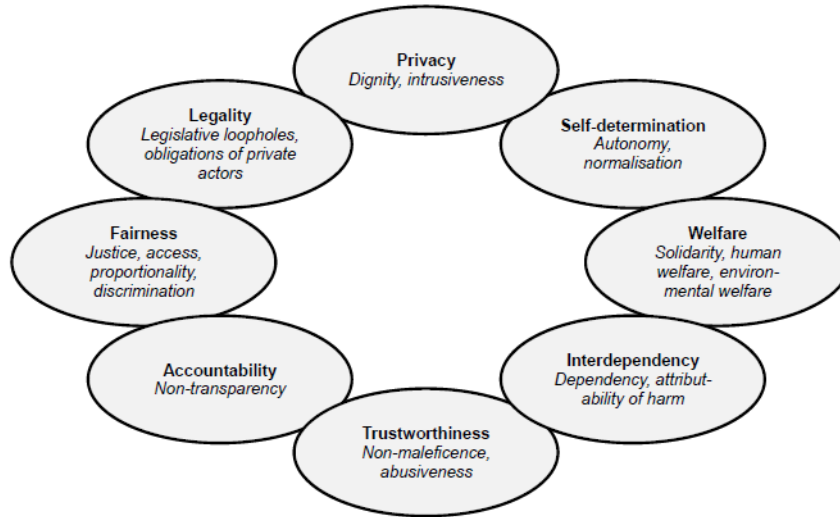 Privacy
Dignity, intrusiveness
Legality
Legislative loopholes,
obligations of private
actors
Self-determination
Autonomy,
normalisation
Fairness
Justice, access,
proportionality,
discrimination
Welfare
Solidarity, human
welfare, environ-
mental welfare
Accountability
Non-transparency
Interdependency
Dependency, attribut-
ability of harm
Trustworthiness
Non-maleficence,
abusiveness